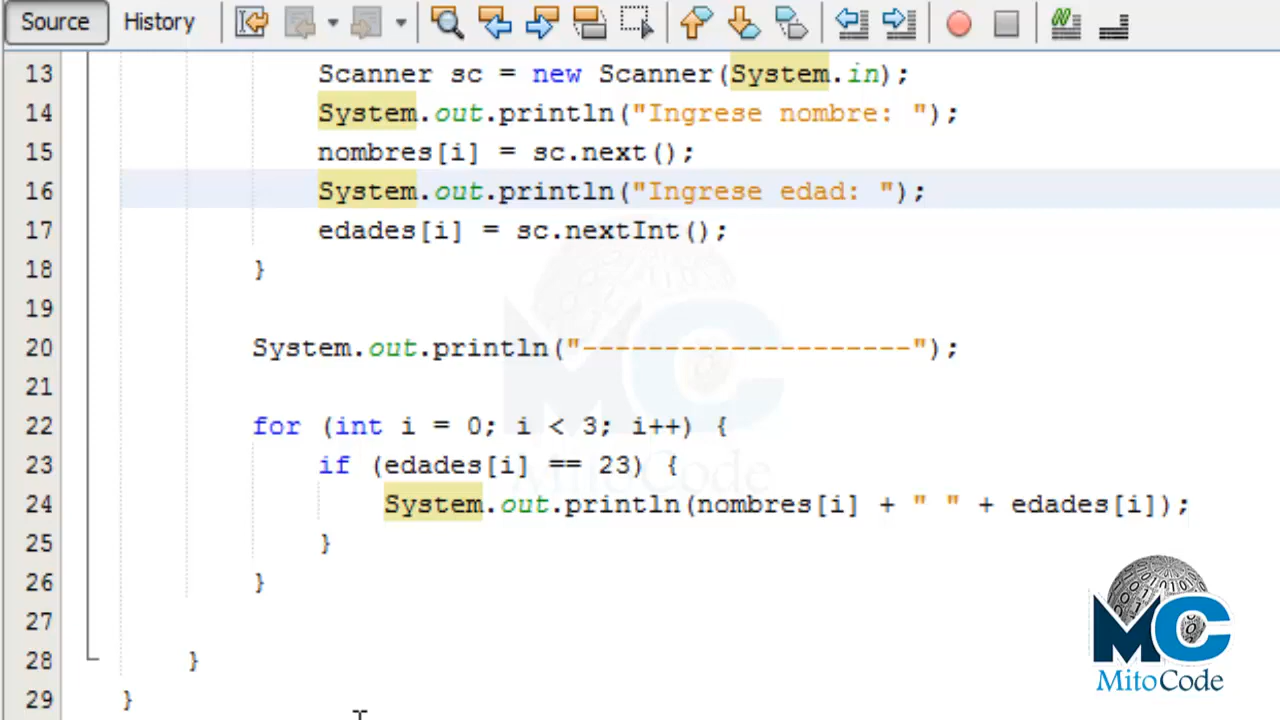 Source History
13 Scanner sc = new Scanner(System.in);
14 System.out.println("Ingrese nombre: ");
15 nombres[i] = sc.next();
16 System.out.println("Ingrese edad: ");
17 edades[i] = sc.nextInt();
18 }
19
20 System.out.println("--------------------");
21
22 for (int i = 0; i < 3; i++) {
23 if (edades[i] == 23) {
24 System.out.println(nombres[i] + " " + edades[i]);
25 }
26 }
27
28 }
29 }
MC
MitoCode
MC
MitoCode